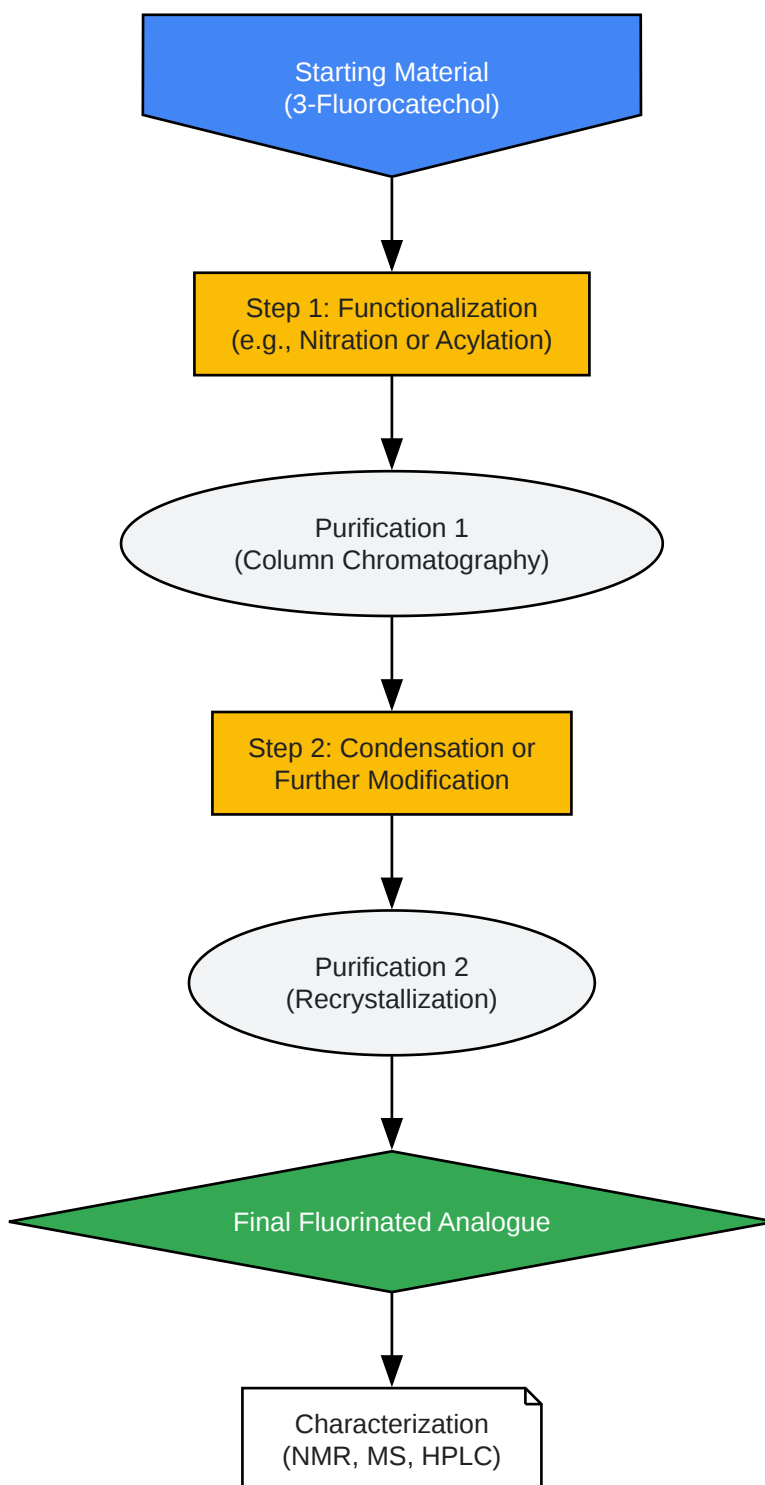 Starting Material
(3-Fluorocatechol)
Step 1: Functionalization
(e.g., Nitration or Acylation)
Purification 1
(Column Chromatography)
Step 2: Condensation or
Further Modification
Purification 2
(Recrystallization)
Final Fluorinated Analogue
Characterization
(NMR, MS, HPLC)